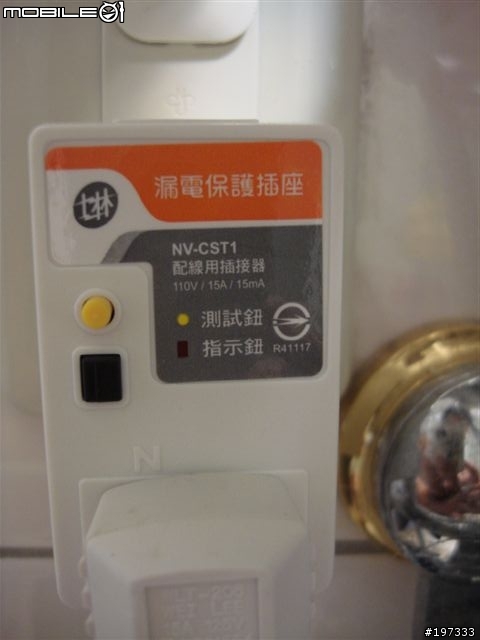 MOBILE01
士林
漏電保護插座
NV-CST1
配線用插接器
110V / 15A / 15mA
測試鈕
指示鈕
R41117
N
#197333